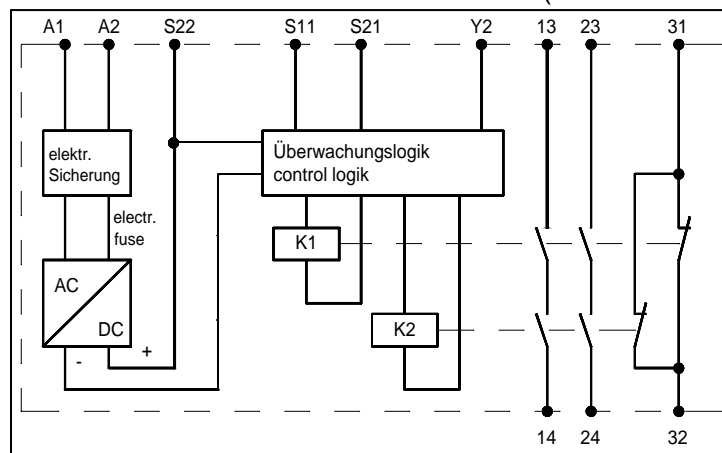 A1 A2 S22 S11 S21 Y2 13 23 31
elektr.
Sicherung
Überwachungslogik
control logik
electr.
fuse
K1
AC
DC
K2
- +
14 24 32